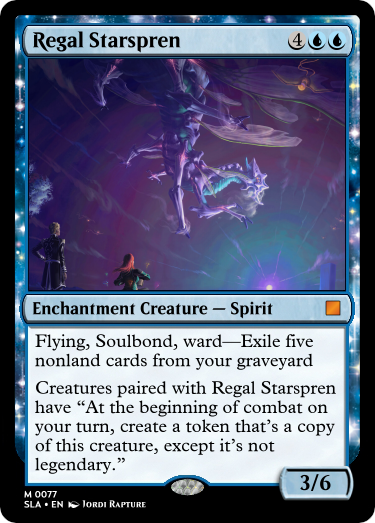 Regal Starspren 4
Enchantment Creature — Spirit
Flying, Soulbond, ward—Exile five
nonland cards from your graveyard
Creatures paired with Regal Starspren
have “At the beginning of combat on
your turn, create a token that’s a copy
of this creature, except it’s not
legendary.”
3/6
M 0077
SLA • EN Jordi Rapture